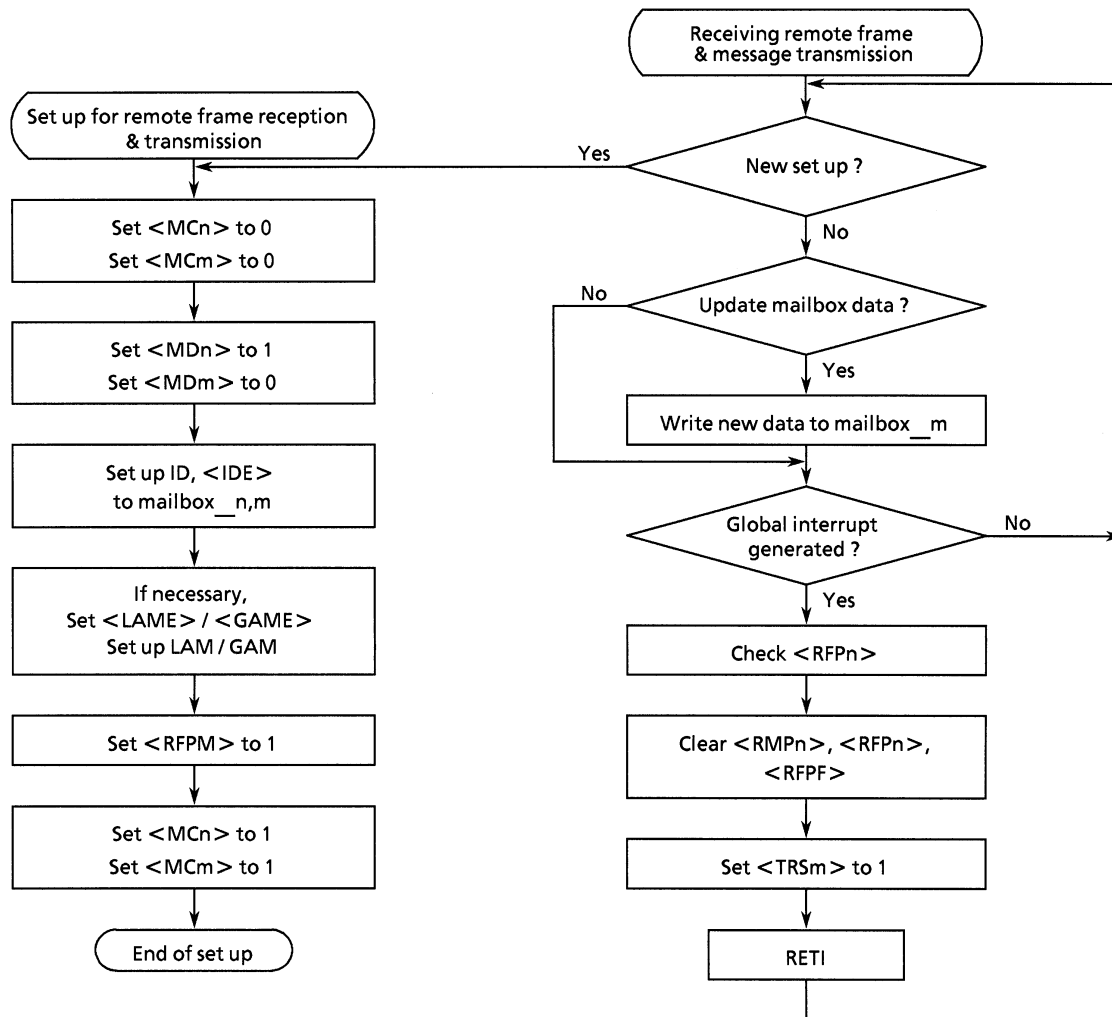 Set up for remote frame reception
& transmission
Set <MCn> to 0
Set <MCm> to 0
Set <MDn> to 1
Set <MDm> to 0
Set up ID, <IDE>
to mailbox__n,m
If necessary,
Set <LAME> / <GAME>
Set up LAM / GAM
Set <RFPM> to 1
Set <MCn> to 1
Set <MCm> to 1
End of set up
Receiving remote frame
& message transmission
Yes
New set up ?
No
No
Update mailbox data ?
Yes
Write new data to mailbox__m
Global interrupt
generated ?
No
Yes
Check <RFPn>
Clear <RMPn>, <RFPn>,
<RFPF>
Set <TRSm> to 1
RETI